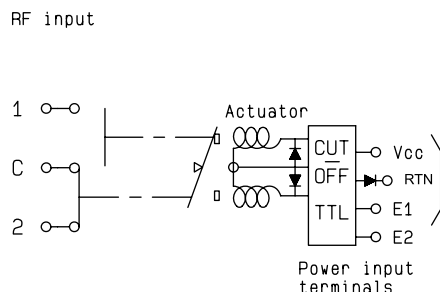 RF input
1
Actuator
CUT
OFF
Vcc
C
RTN
TTL
E1
2
E2
Power input
terminals